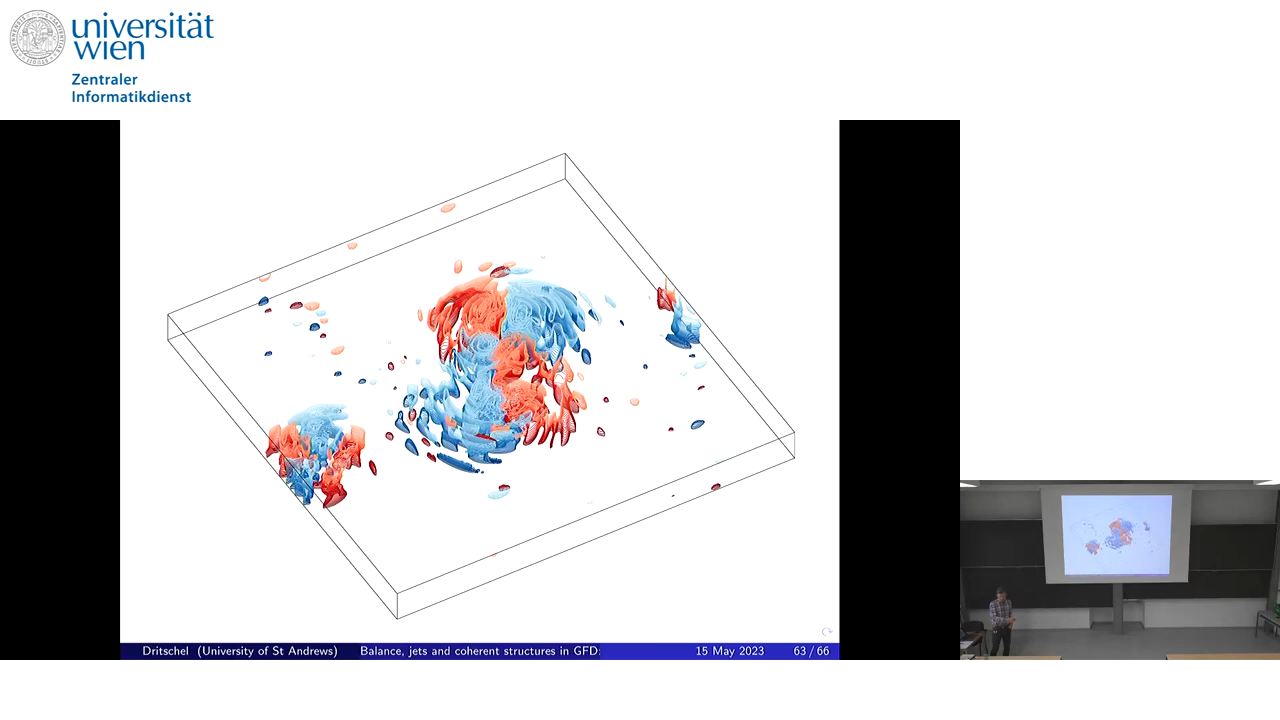 universität
wien
Zentraler
Informatikdienst
Dritschel (University of St Andrews) Balance, jets and coherent structures in GFD: 15 May 2023 63 / 66